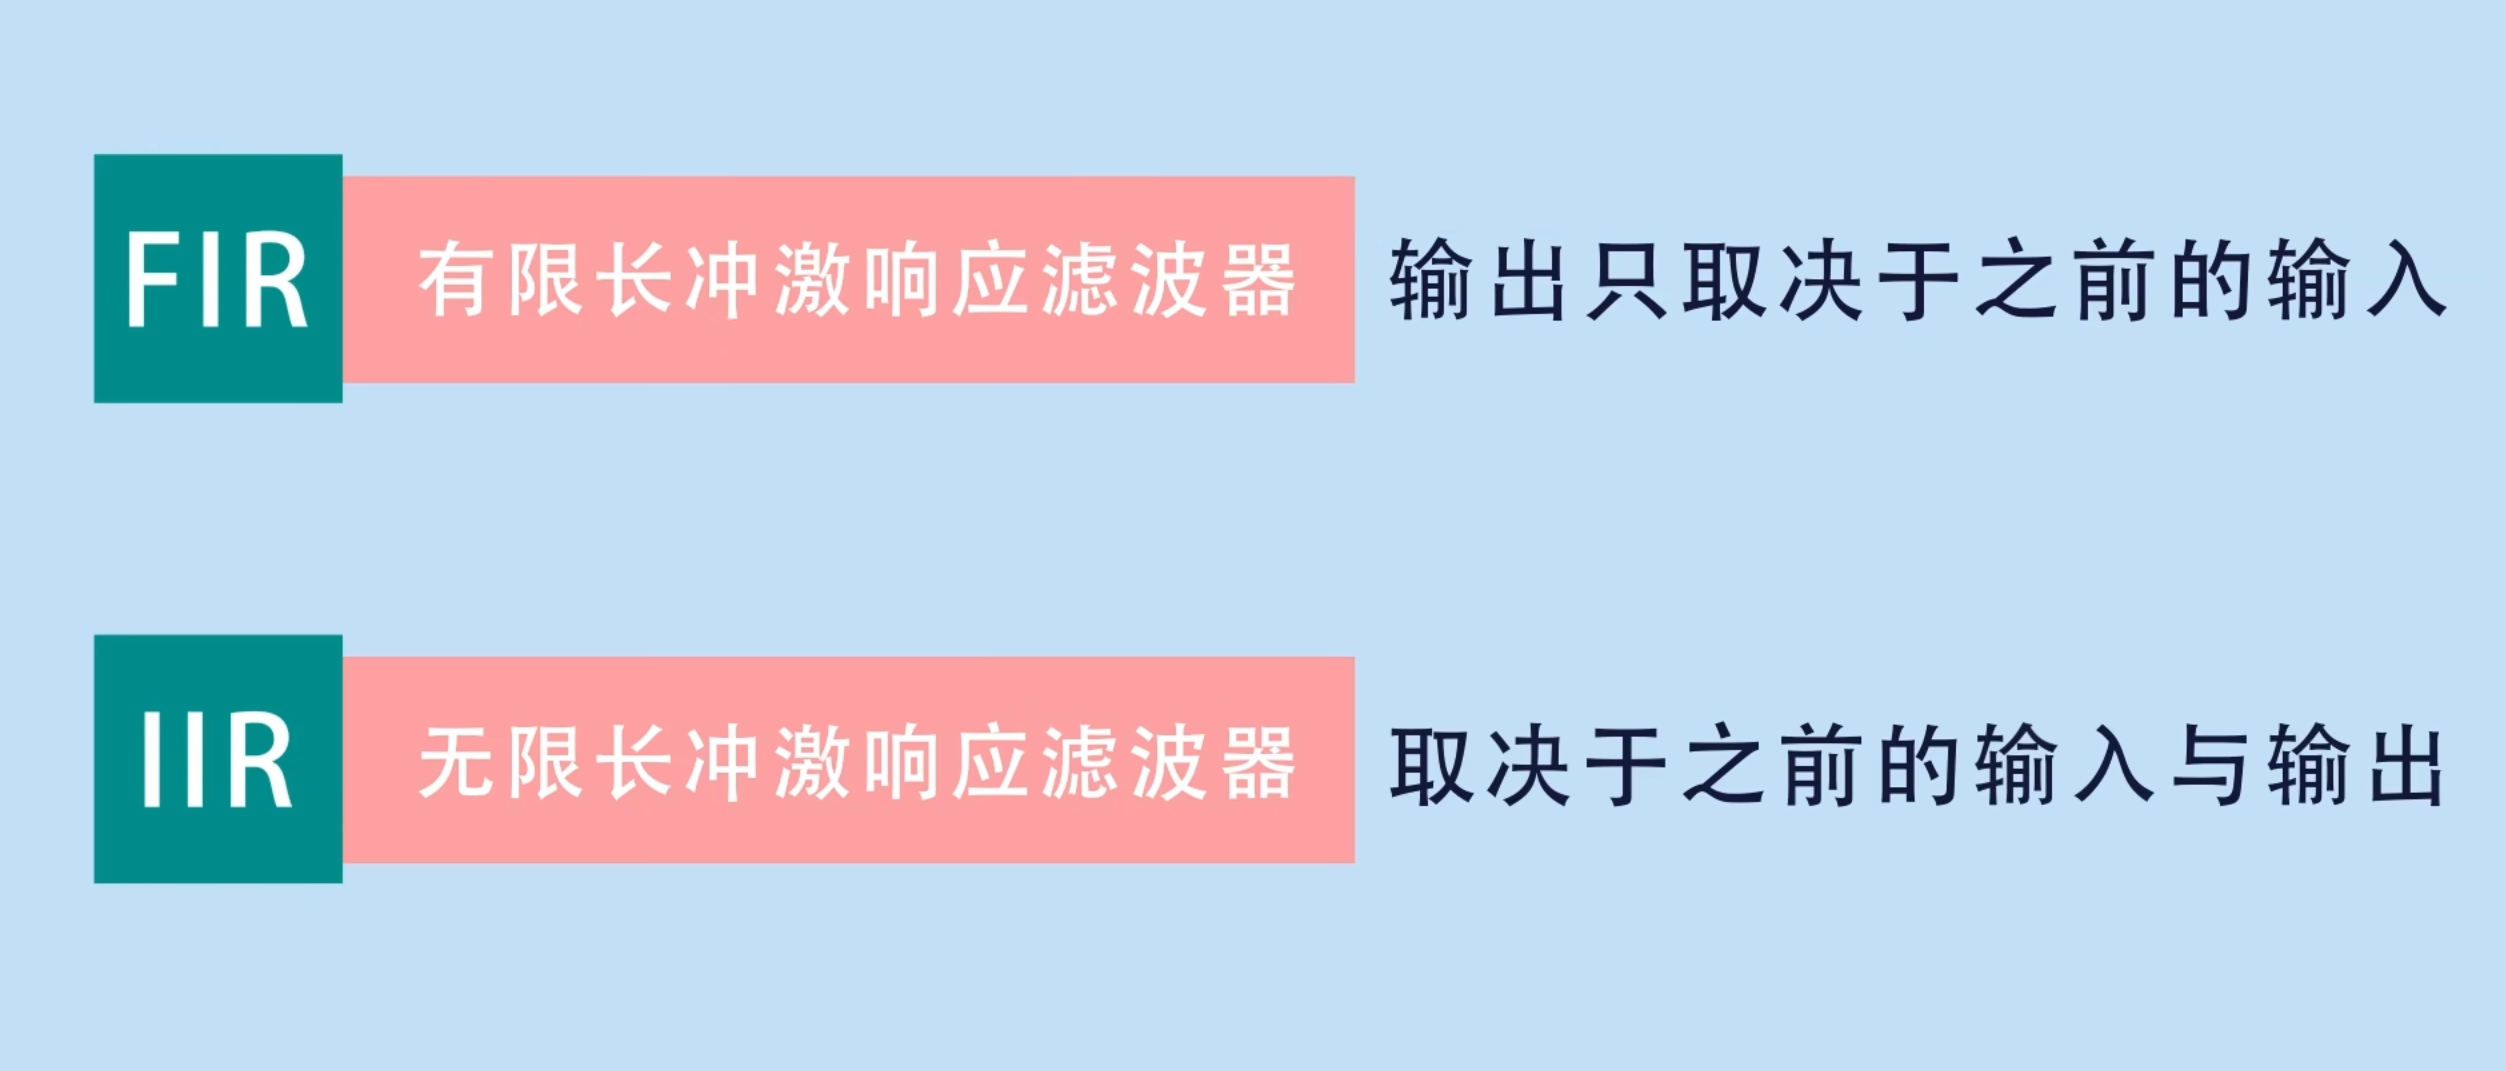 FIR 有限长冲激响应滤波器 输出只取决于之前的输入
IIR 无限长冲激响应滤波器 取决于之前的输入与输出